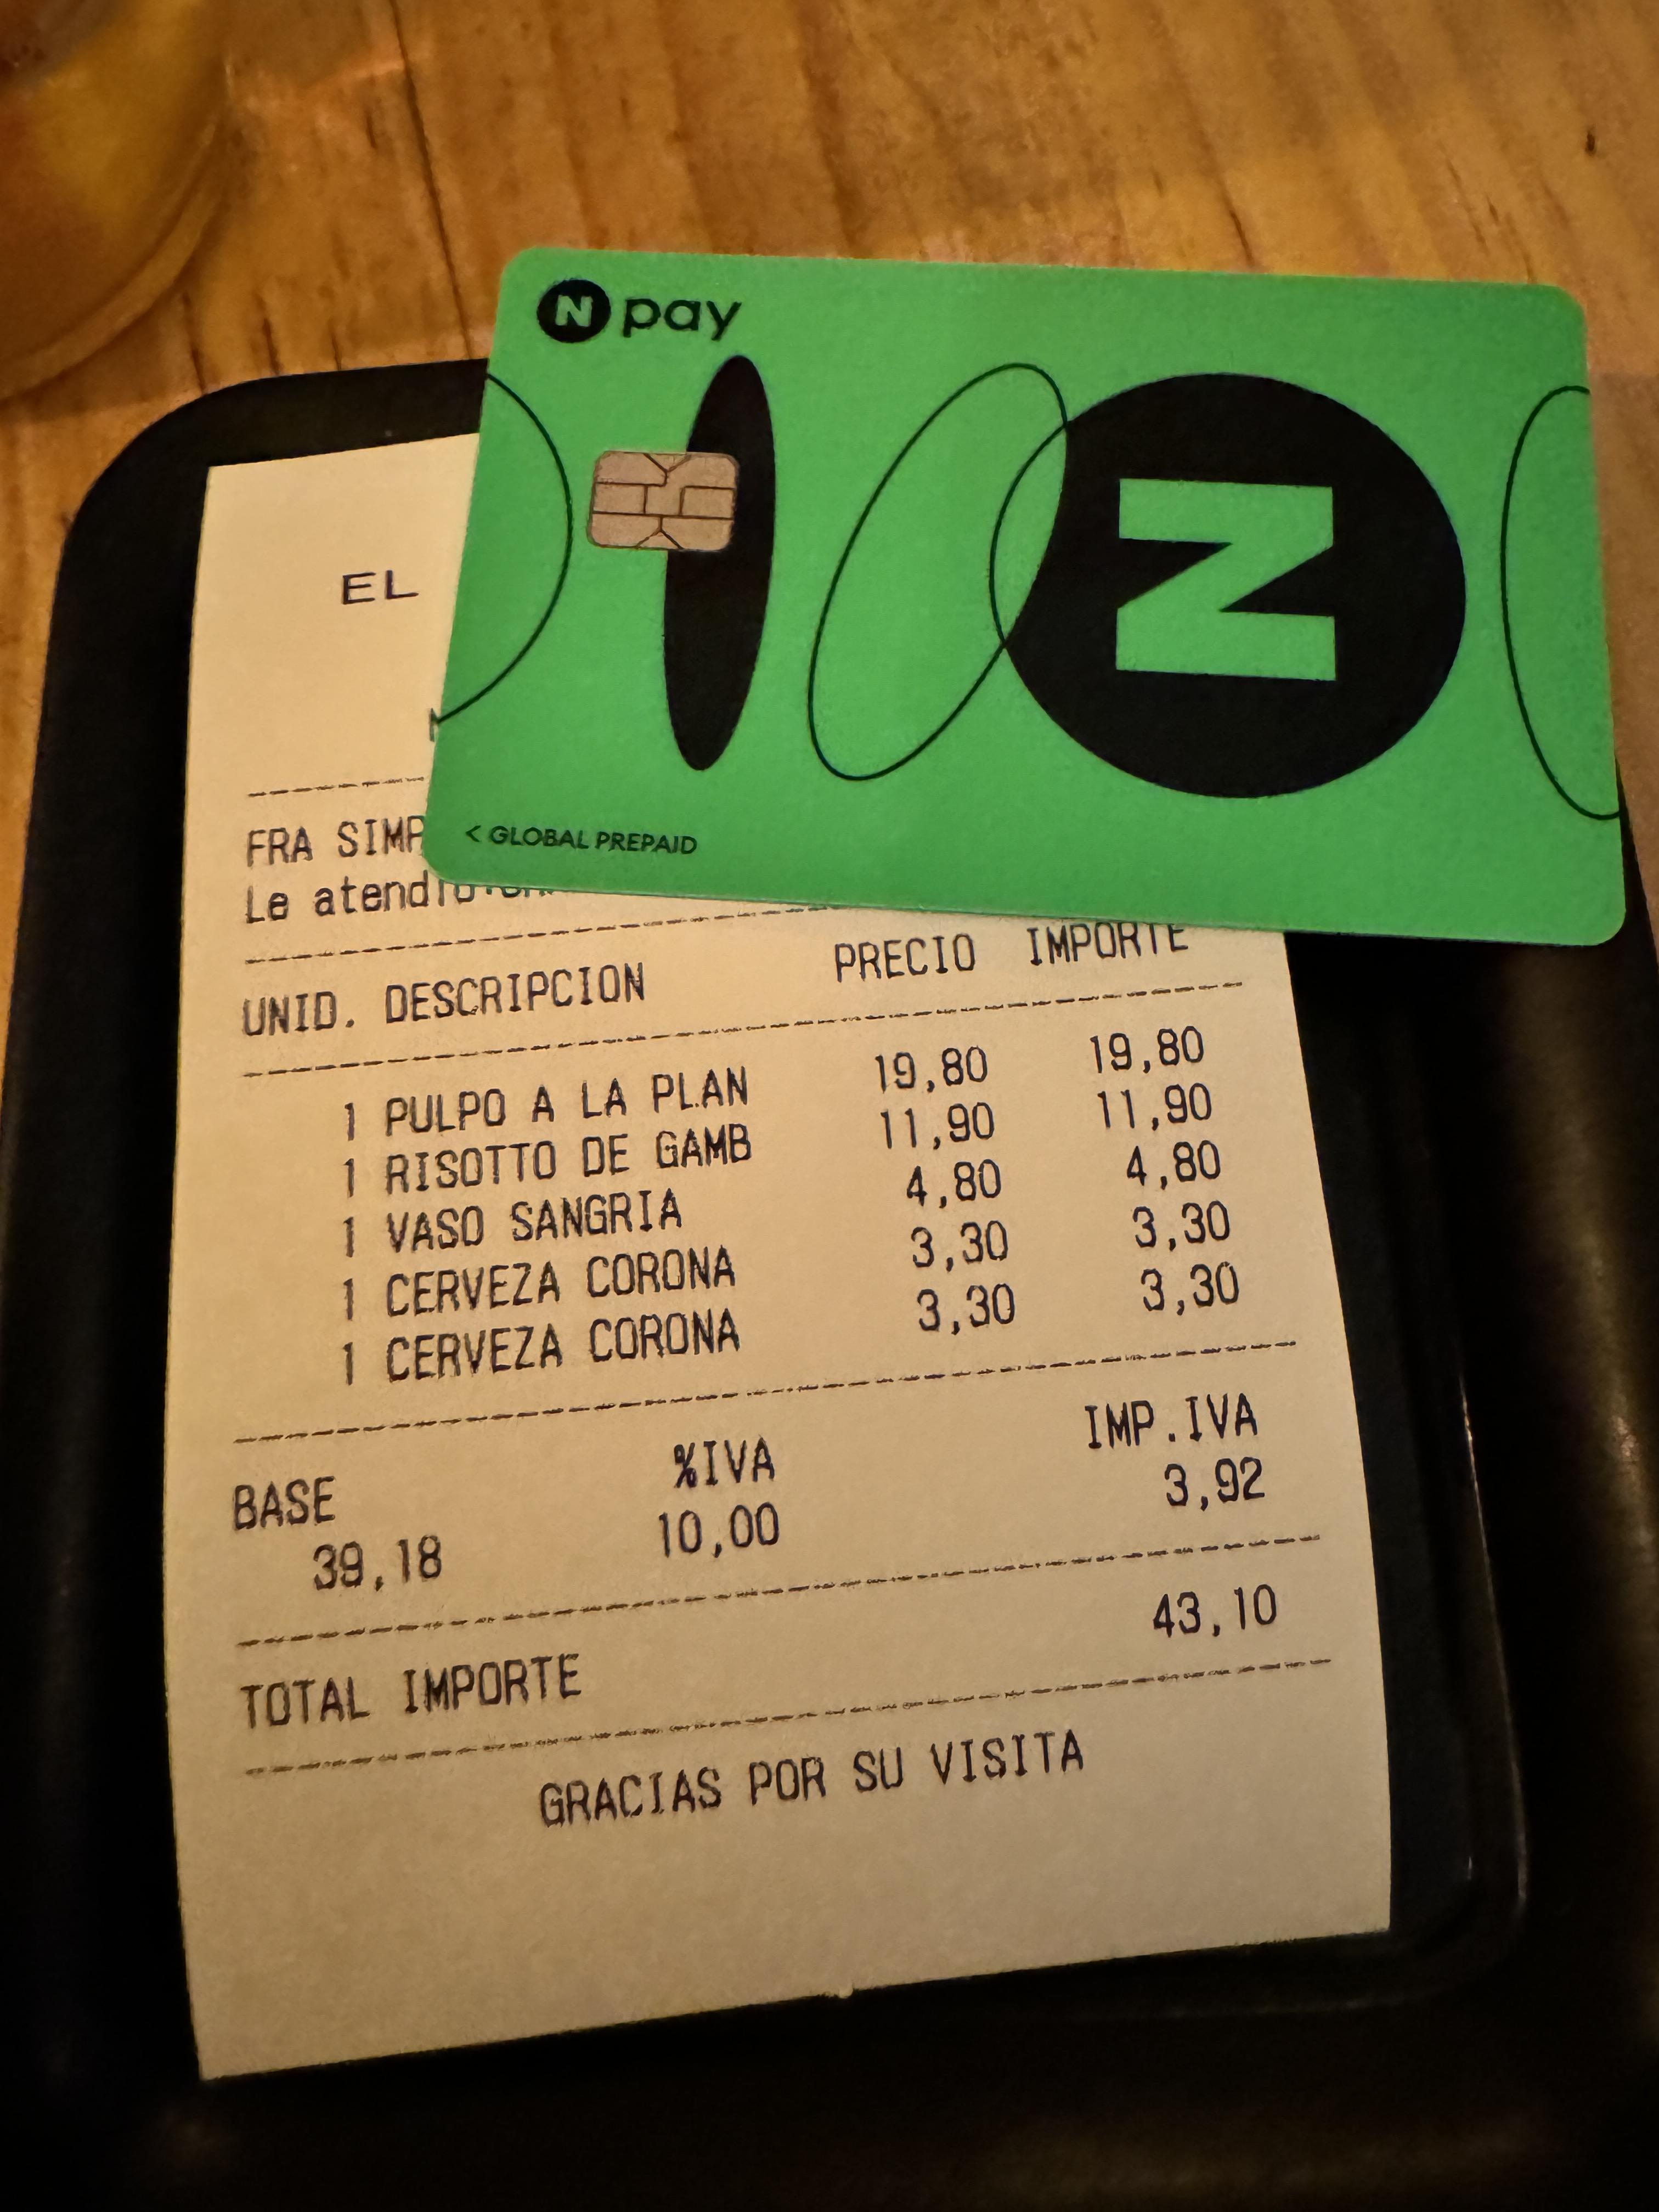 N pay
N
< GLOBAL PREPAID
EL
FRA SIMP
Le atendió
UNID. DESCRIPCION PRECIO IMPORTE
1 PULPO A LA PLAN 19,80 19,80
1 RISOTTO DE GAMB 11,90 11,90
1 VASO SANGRIA 4,80 4,80
1 CERVEZA CORONA 3,30 3,30
1 CERVEZA CORONA 3,30 3,30
BASE %IVA IMP.IVA
39,18 10,00 3,92
TOTAL IMPORTE 43,10
GRACIAS POR SU VISITA